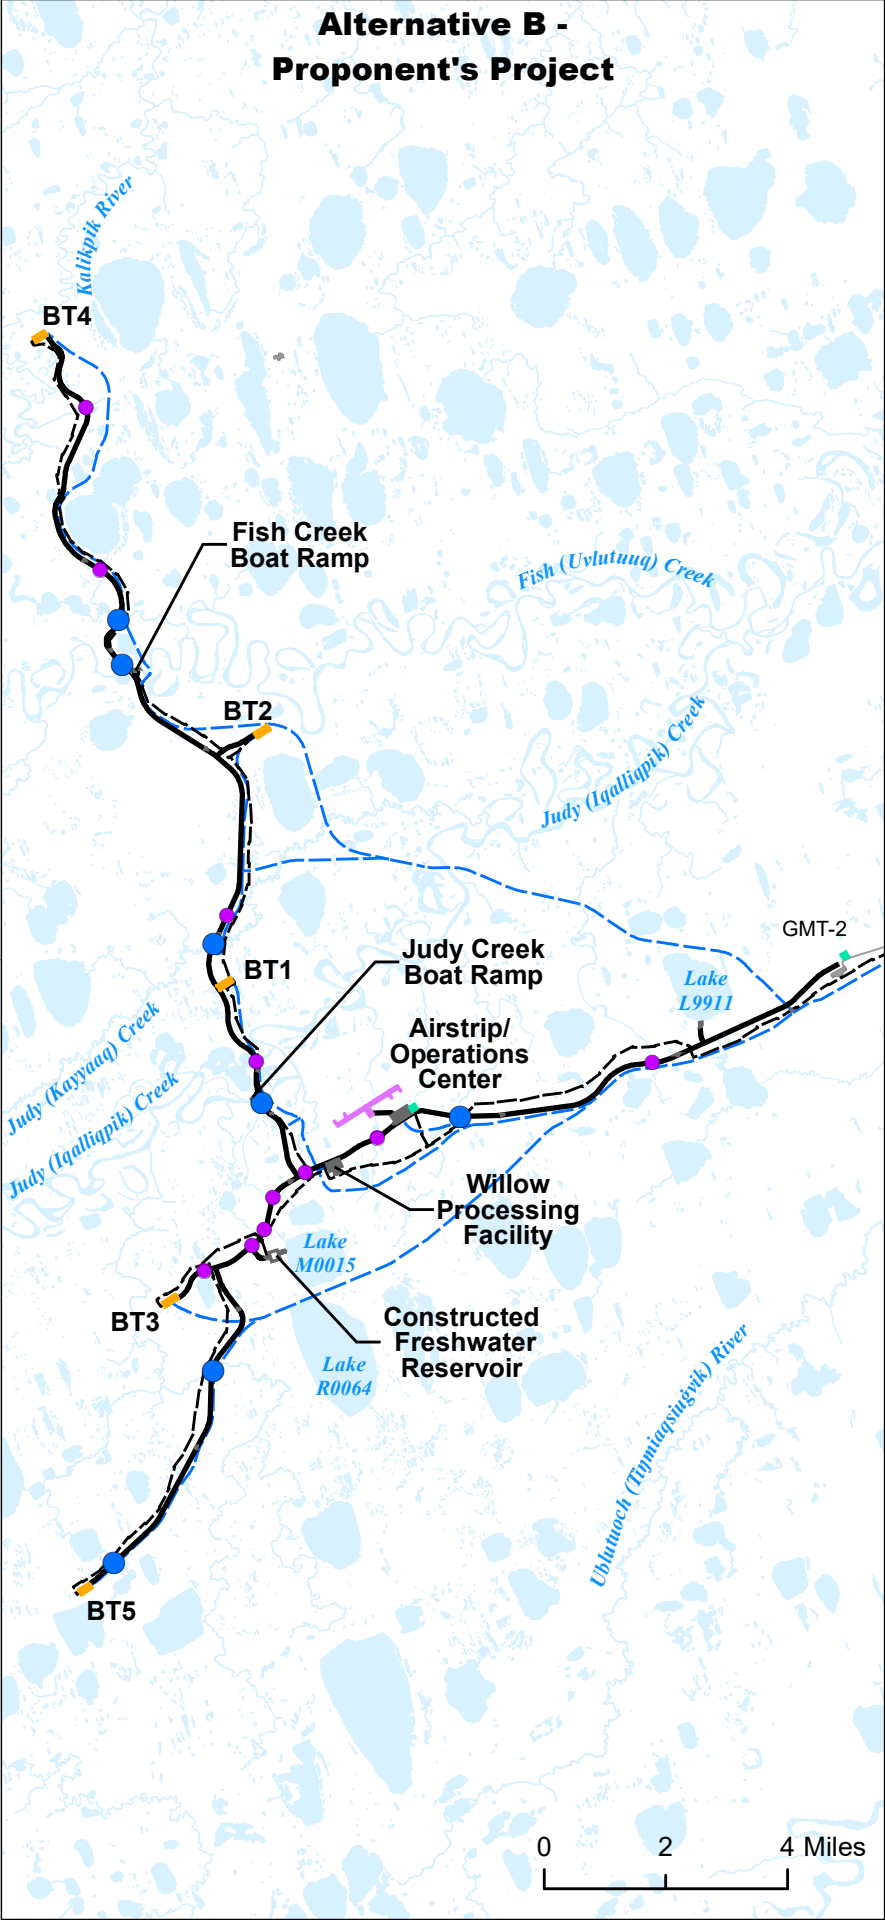 Alternative B -
Proponent's Project
Kalikpik River
BT4
Fish Creek
Boat Ramp
Fish (Uvlutuuq) Creek
BT2
Judy (Iqalliqpik) Creek
GMT-2
Judy Creek
Boat Ramp
BT1
Lake
L9911
Judy (Kayyaaq) Creek
Airstrip/
Operations
Center
Judy (Iqalliqpik) Creek
Willow
Processing
Facility
Lake
M0015
BT3
Constructed
Freshwater
Reservoir
Lake
R0064
Ublutuoch (Tiŋmiaqsiuġvik) River
BT5
0 2 4 Miles